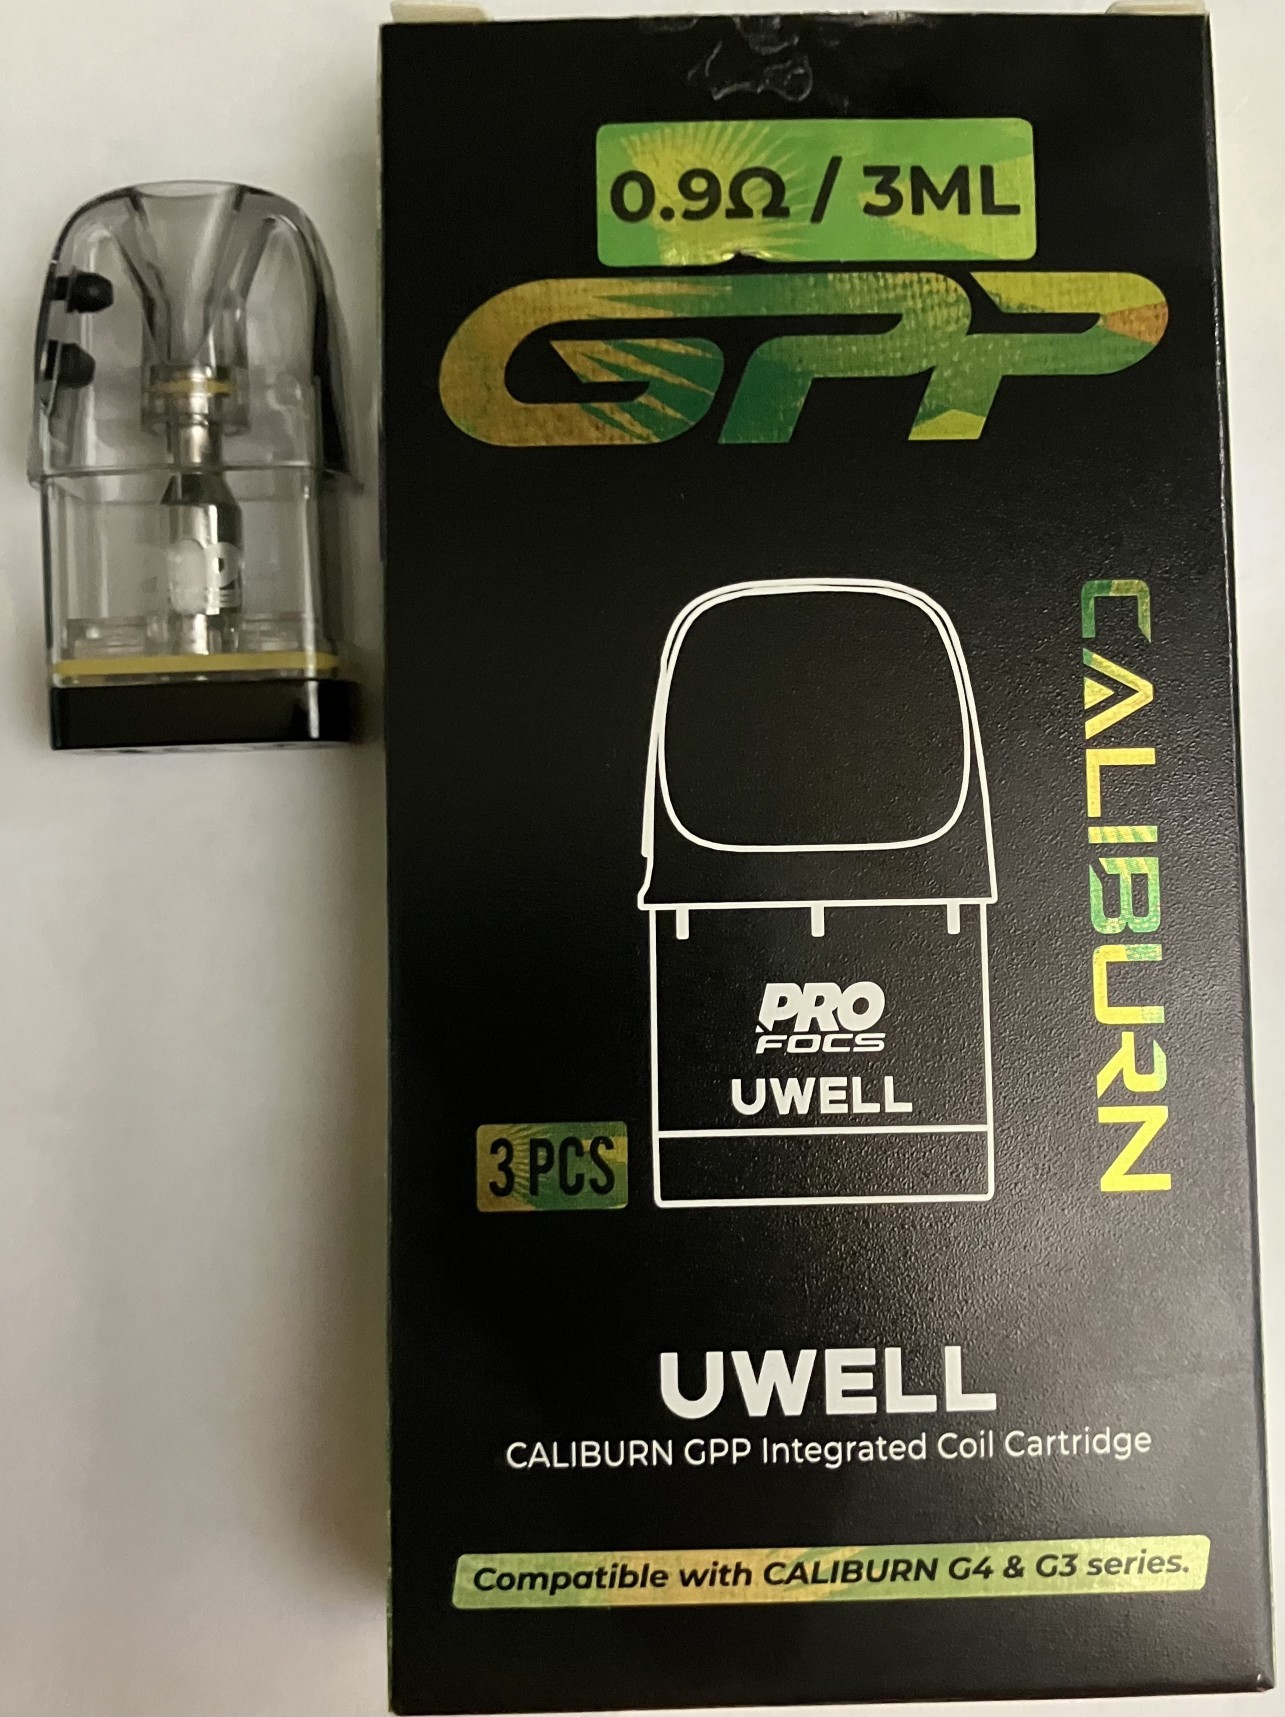 0.9Ω / 3ML
GPP
CALIBURN
PRO
FOCS
UWELL
3 PCS
UWELL
CALIBURN GPP Integrated Coil Cartridge
Compatible with CALIBURN G4 & G3 series.